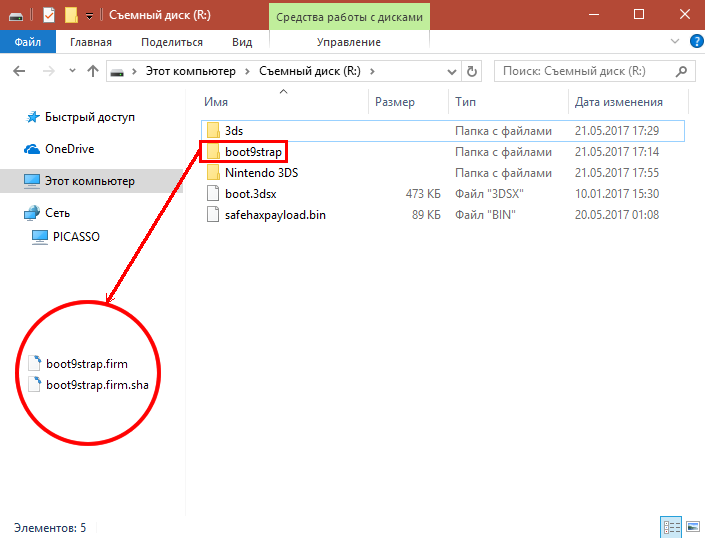 Съемный диск (R:)
Средства работы с дисками
Файл Главная Поделиться Вид Управление
Этот компьютер Съемный диск (R:)
Поиск: Съемный диск (R:)
Имя Размер Тип Дата изменения
Быстрый доступ
OneDrive
Этот компьютер
Сеть
PICASSO
3ds Папка с файлами 21.05.2017 17:29
boot9strap Папка с файлами 21.05.2017 17:14
Nintendo 3DS Папка с файлами 21.05.2017 17:55
boot.3dsx 473 КБ Файл "3DSX" 10.01.2017 15:30
safehaxpayload.bin 89 КБ Файл "BIN" 20.05.2017 01:08
boot9strap.firm
boot9strap.firm.sha
Элементов: 5